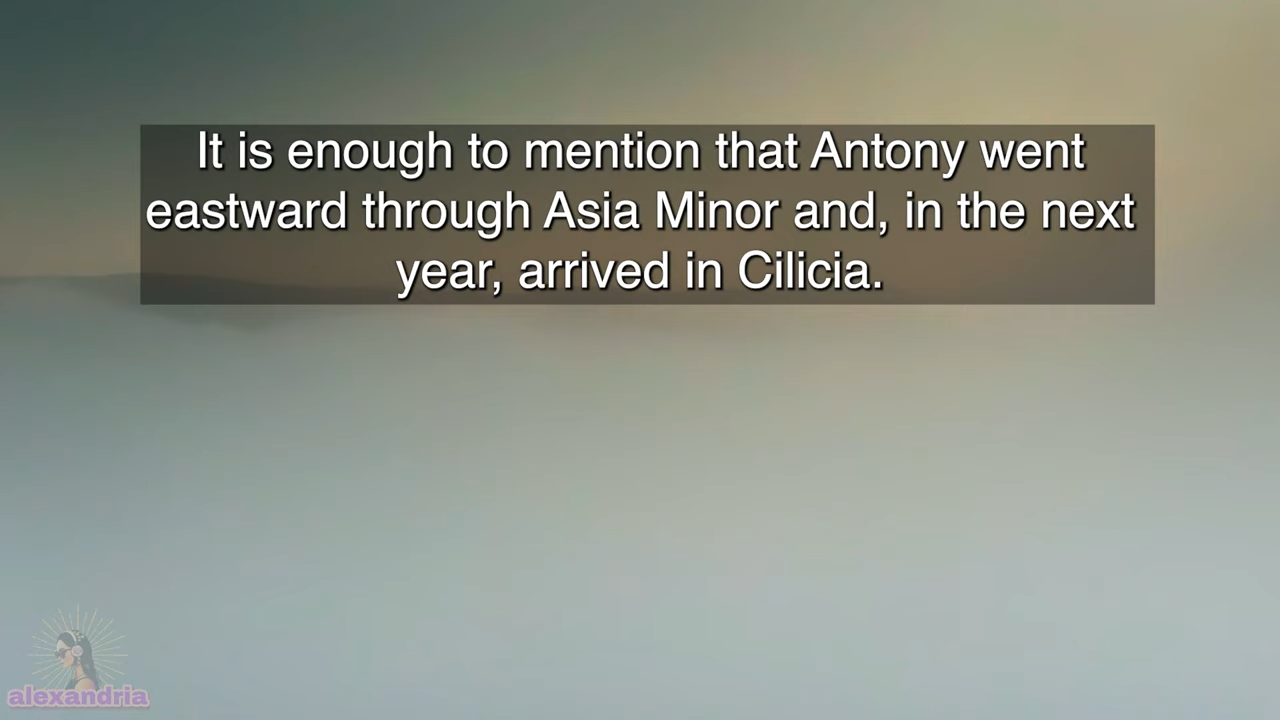 It is enough to mention that Antony went
eastward through Asia Minor and, in the next
year, arrived in Cilicia.
alexandria